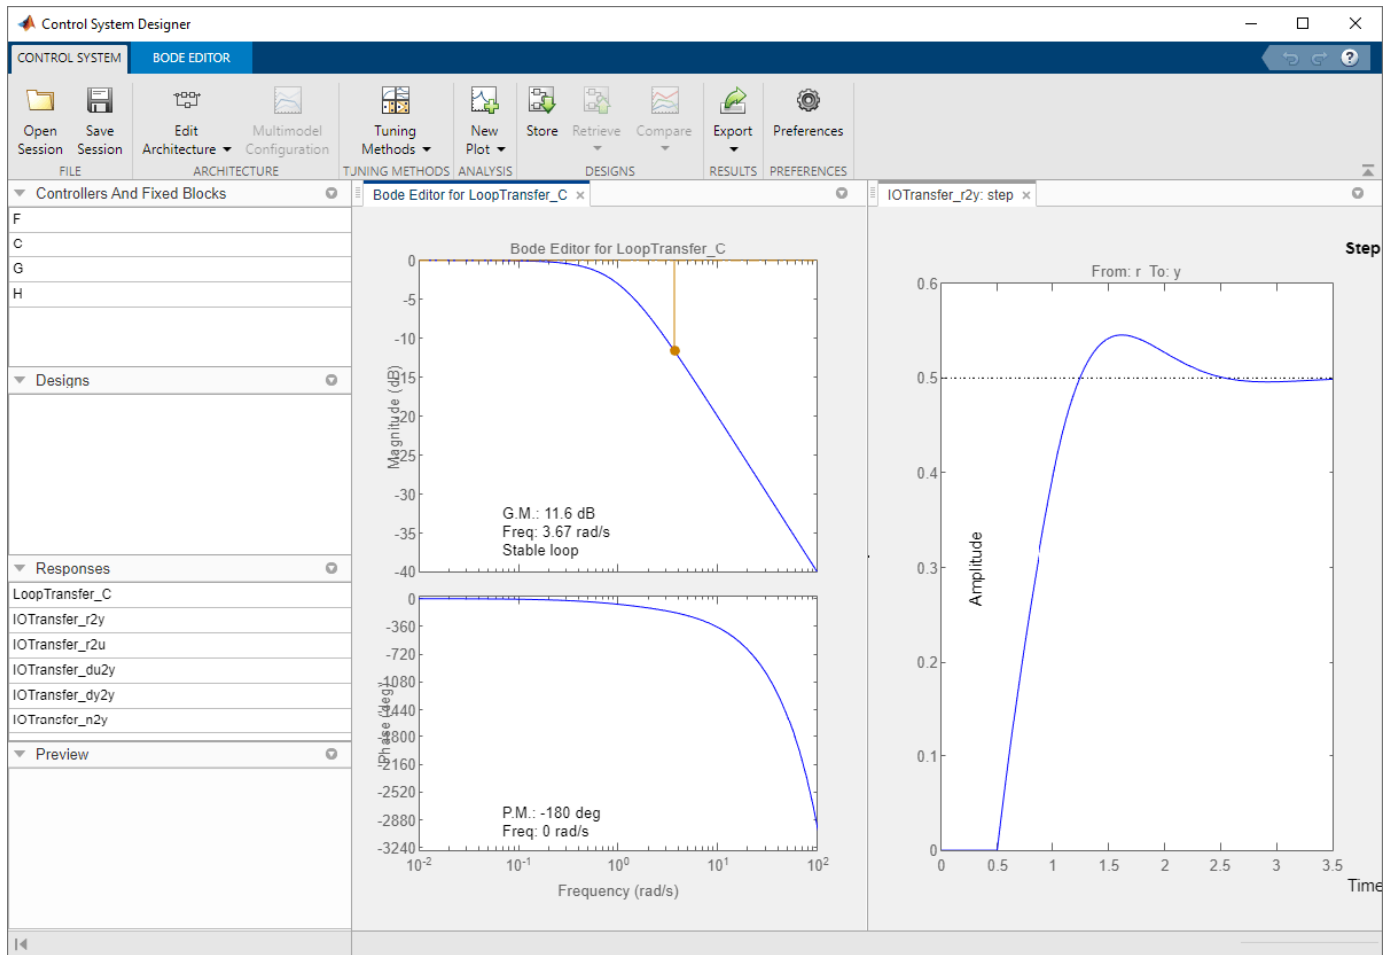 Control System Designer
CONTROL SYSTEM
BODE EDITOR
?
Open Session
Save Session
Edit Architecture
Multimodel Configuration
Tuning Methods
New Plot
Store
Retrieve
Compare
Export
Preferences
FILE
ARCHITECTURE
TUNING METHODS
ANALYSIS
DESIGNS
RESULTS
PREFERENCES
Controllers And Fixed Blocks
F
C
G
H
Designs
Responses
LoopTransfer_C
IOTransfer_r2y
IOTransfer_r2u
IOTransfer_du2y
IOTransfer_dy2y
IOTransfer_n2y
Preview
Bode Editor for LoopTransfer_C
Bode Editor for LoopTransfer_C
Magnitude (dB)
0
-5
-10
-15
-20
-25
-30
-35
-40
G.M.: 11.6 dB
Freq: 3.67 rad/s
Stable loop
Phase (deg)
0
-360
-720
-1080
-1440
-1800
-2160
-2520
-2880
-3240
P.M.: -180 deg
Freq: 0 rad/s
10-2
10-1
100
101
102
Frequency (rad/s)
IOTransfer_r2y: step
Step
From: r To: y
Amplitude
0.6
0.5
0.4
0.3
0.2
0.1
0
0
0.5
1
1.5
2
2.5
3
3.5
Time